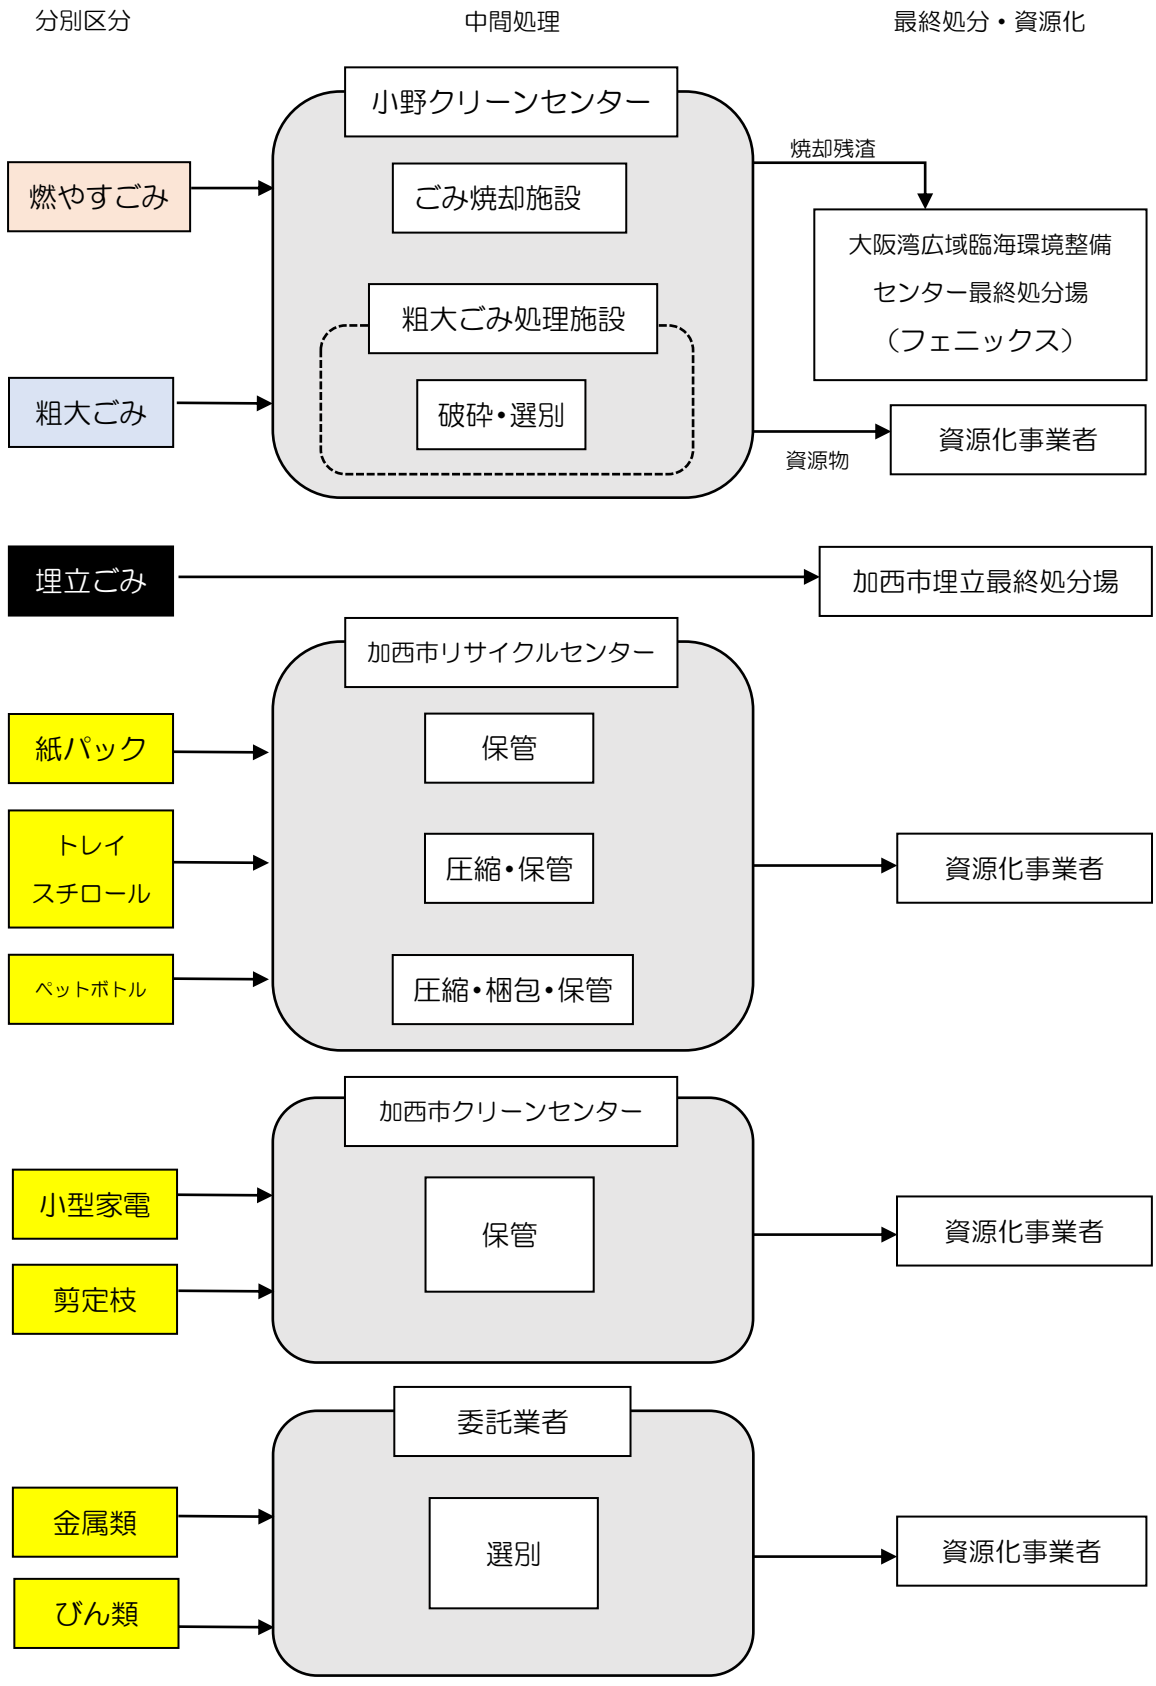 分別区分
中間処理
最終処分・資源化
小野クリーンセンター
燃やすごみ
ごみ焼却施設
焼却残渣
大阪湾広域臨海環境整備
センター最終処分場
（フェニックス）
粗大ごみ処理施設
粗大ごみ
破砕・選別
資源物
資源化事業者
埋立ごみ
加西市埋立最終処分場
加西市リサイクルセンター
紙パック
保管
トレイ
スチロール
圧縮・保管
資源化事業者
ペットボトル
圧縮・梱包・保管
加西市クリーンセンター
小型家電
保管
資源化事業者
剪定枝
委託業者
金属類
選別
資源化事業者
びん類